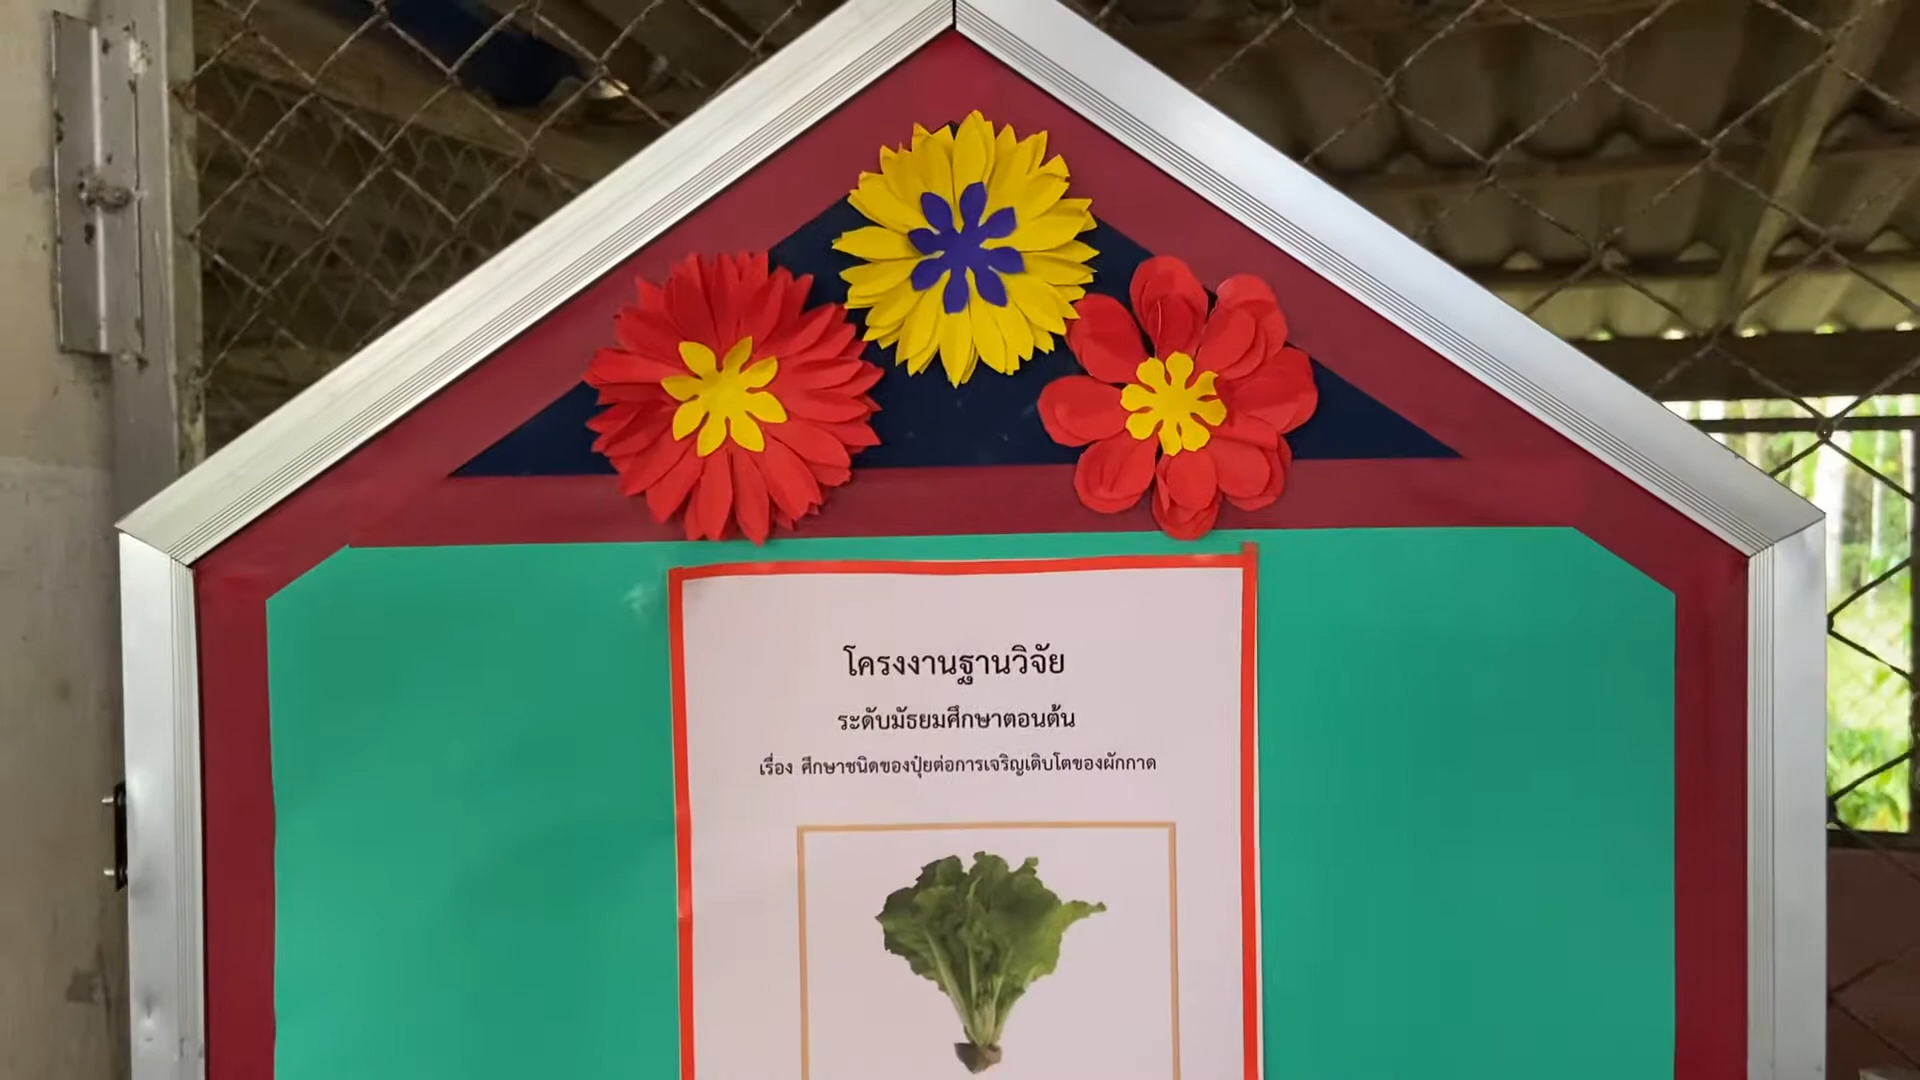 โครงงานฐานวิจัย
ระดับมัธยมศึกษาตอนต้น
เรื่อง ศึกษาชนิดของปุ๋ยต่อการเจริญเติบโตของผักกาด